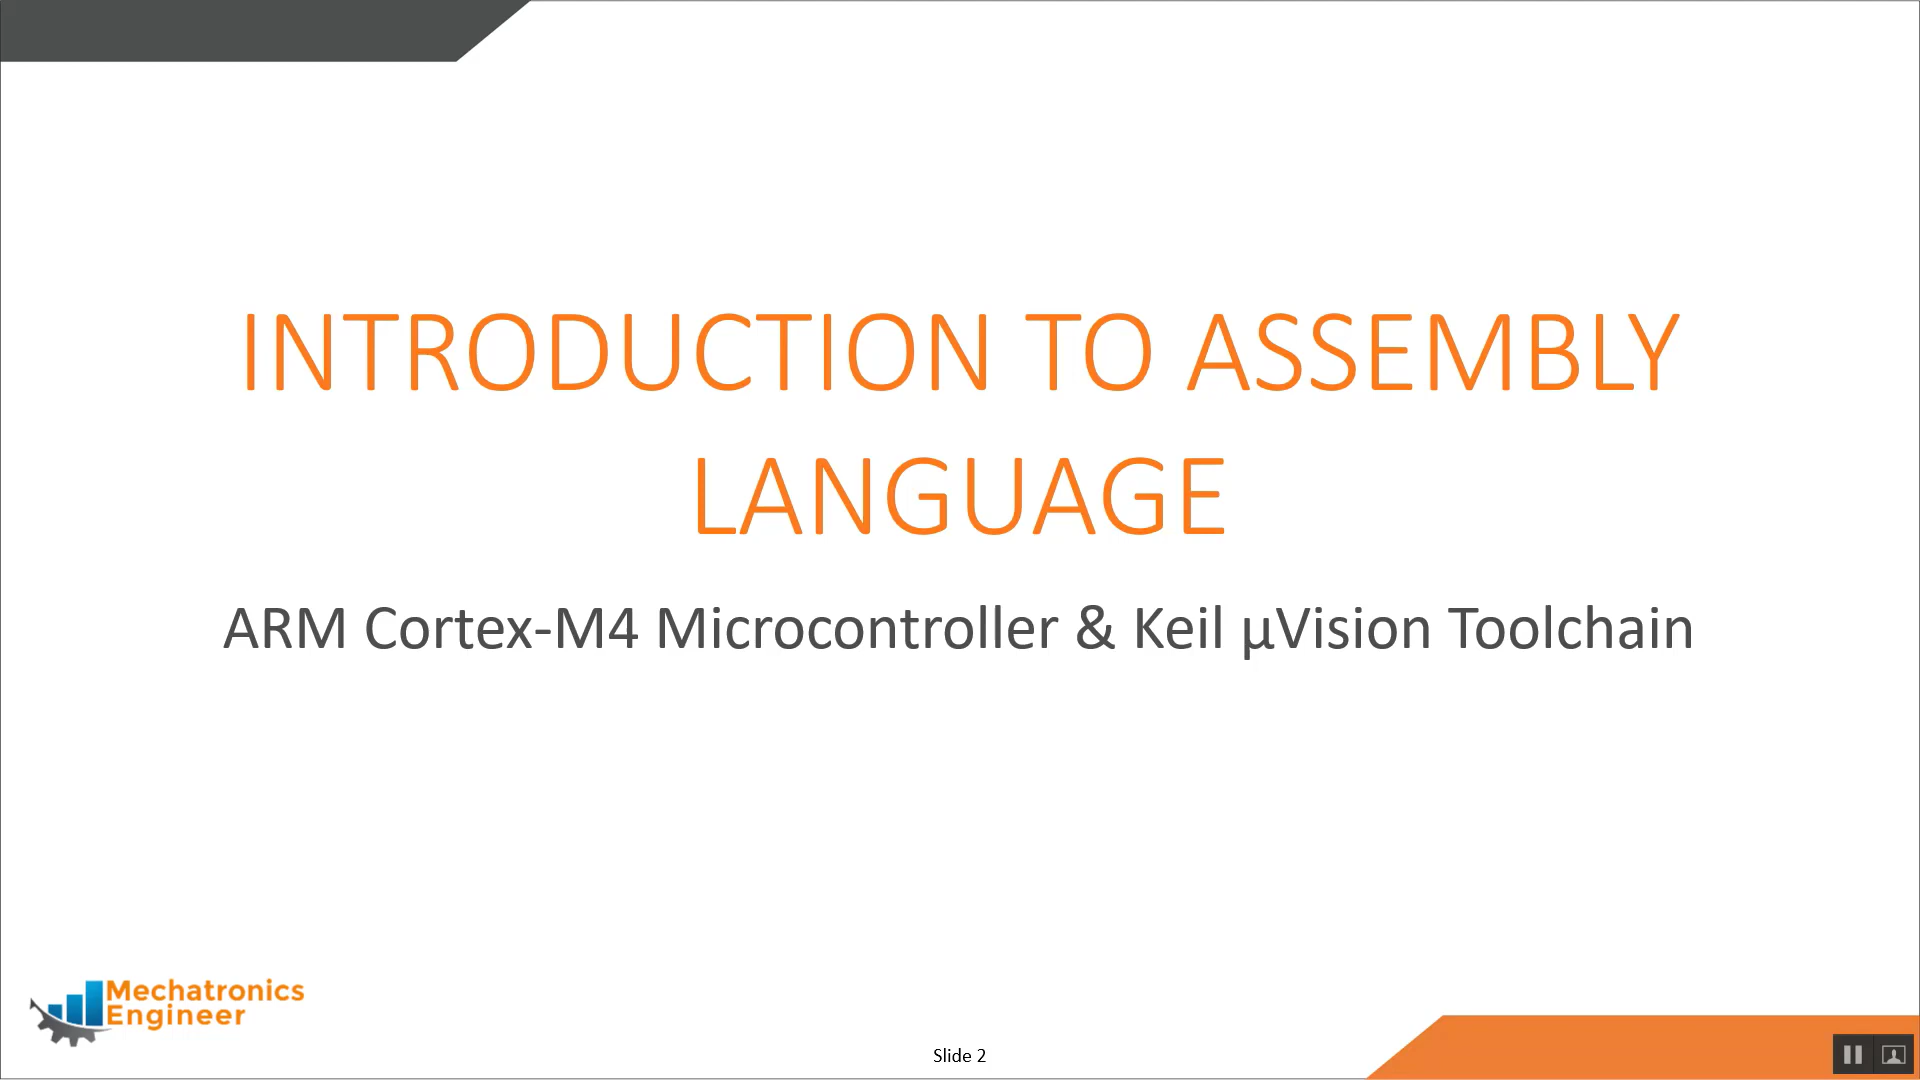 INTRODUCTION TO ASSEMBLY
LANGUAGE
ARM Cortex-M4 Microcontroller & Keil µVision Toolchain
Mechatronics
Engineer
Slide 2